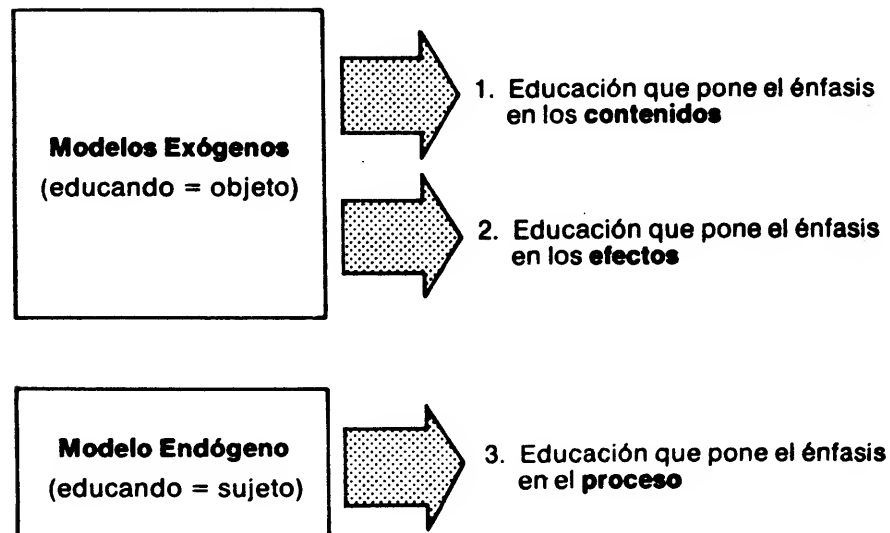 Modelos Exógenos
(educando = objeto)
1. Educación que pone el énfasis
en los contenidos
2. Educación que pone el énfasis
en los efectos
Modelo Endógeno
(educando = sujeto)
3. Educación que pone el énfasis
en el proceso